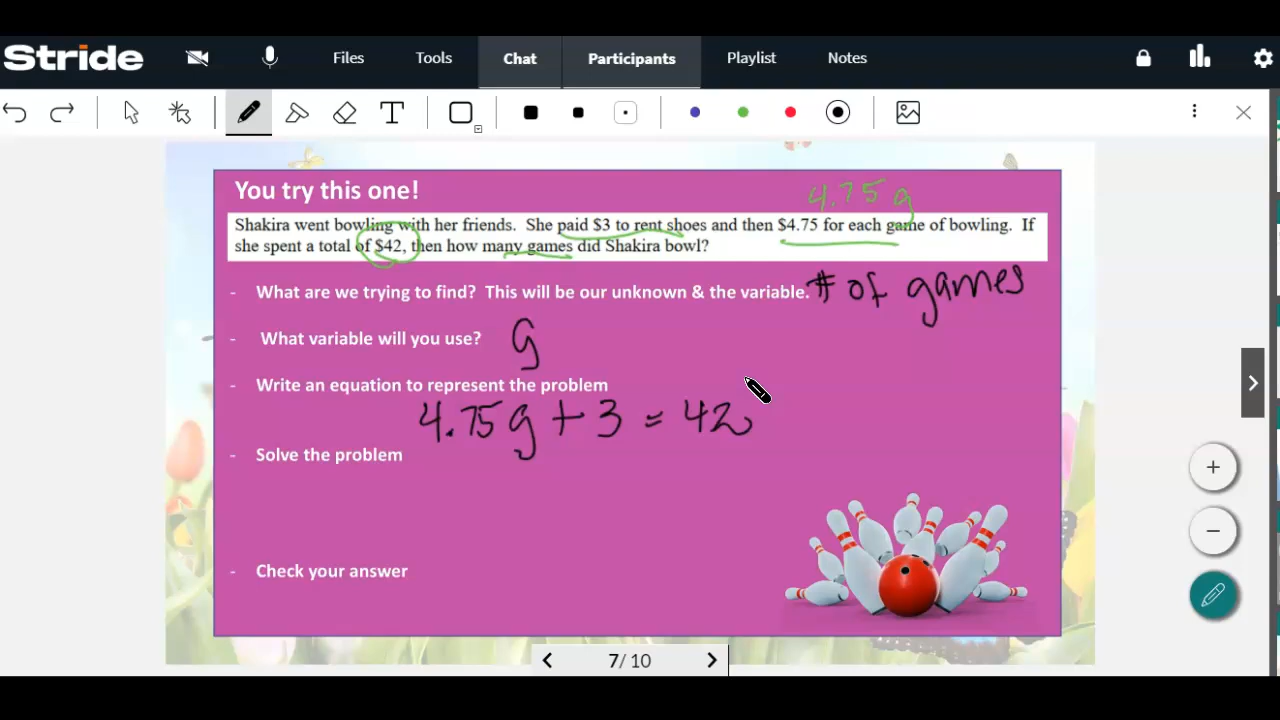 Stride Files Tools Chat Participants Playlist Notes
T
You try this one!
4.75 g
Shakira went bowling with her friends. She paid $3 to rent shoes and then $4.75 for each game of bowling. If
she spent a total of $42, then how many games did Shakira bowl?
- What are we trying to find? This will be our unknown & the variable. # of games
- What variable will you use? g
- Write an equation to represent the problem
4.75g + 3 = 42
- Solve the problem
- Check your answer
7/ 10